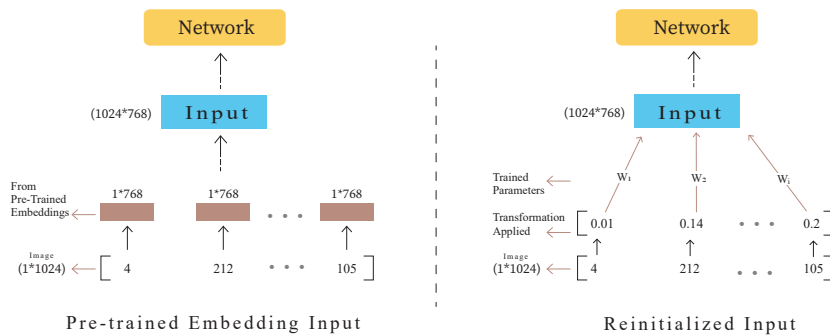 Network
(1024*768) Input
From
Pre-Trained
Embeddings
1*768 1*768 1*768
Image
(1*1024) 4 212 105
Pre-trained Embedding Input
Network
(1024*768) Input
Trained
Parameters
W₁ W₂ Wᵢ
Transformation
Applied
0.01 0.14 0.2
Image
(1*1024) 4 212 105
Reinitialized Input